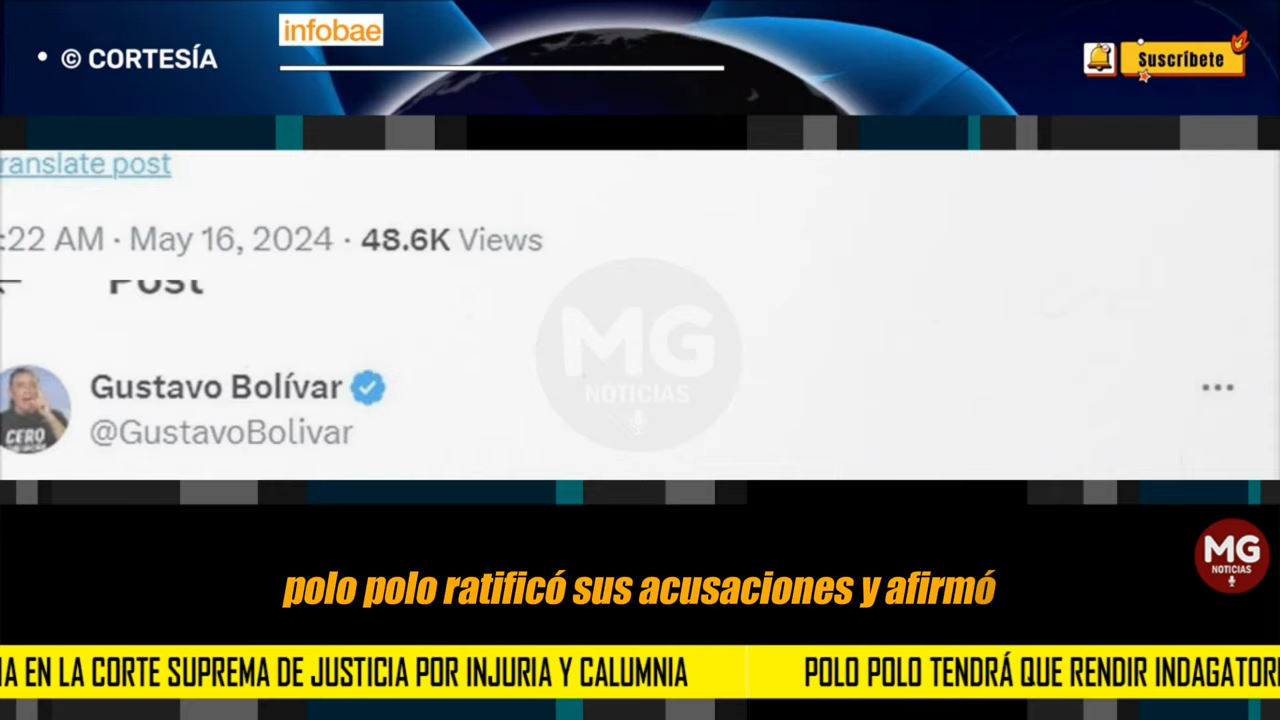 infobae
• © CORTESÍA
Suscríbete
ranslate post
:22 AM · May 16, 2024 · 48.6K Views
Post
Gustavo Bolívar
@GustavoBolivar
CERO
MG
NOTICIAS
MG
NOTICIAS
polo polo ratificó sus acusaciones y afirmó
IA EN LA CORTE SUPREMA DE JUSTICIA POR INJURIA Y CALUMNIA POLO POLO TENDRÁ QUE RENDIR INDAGATORI